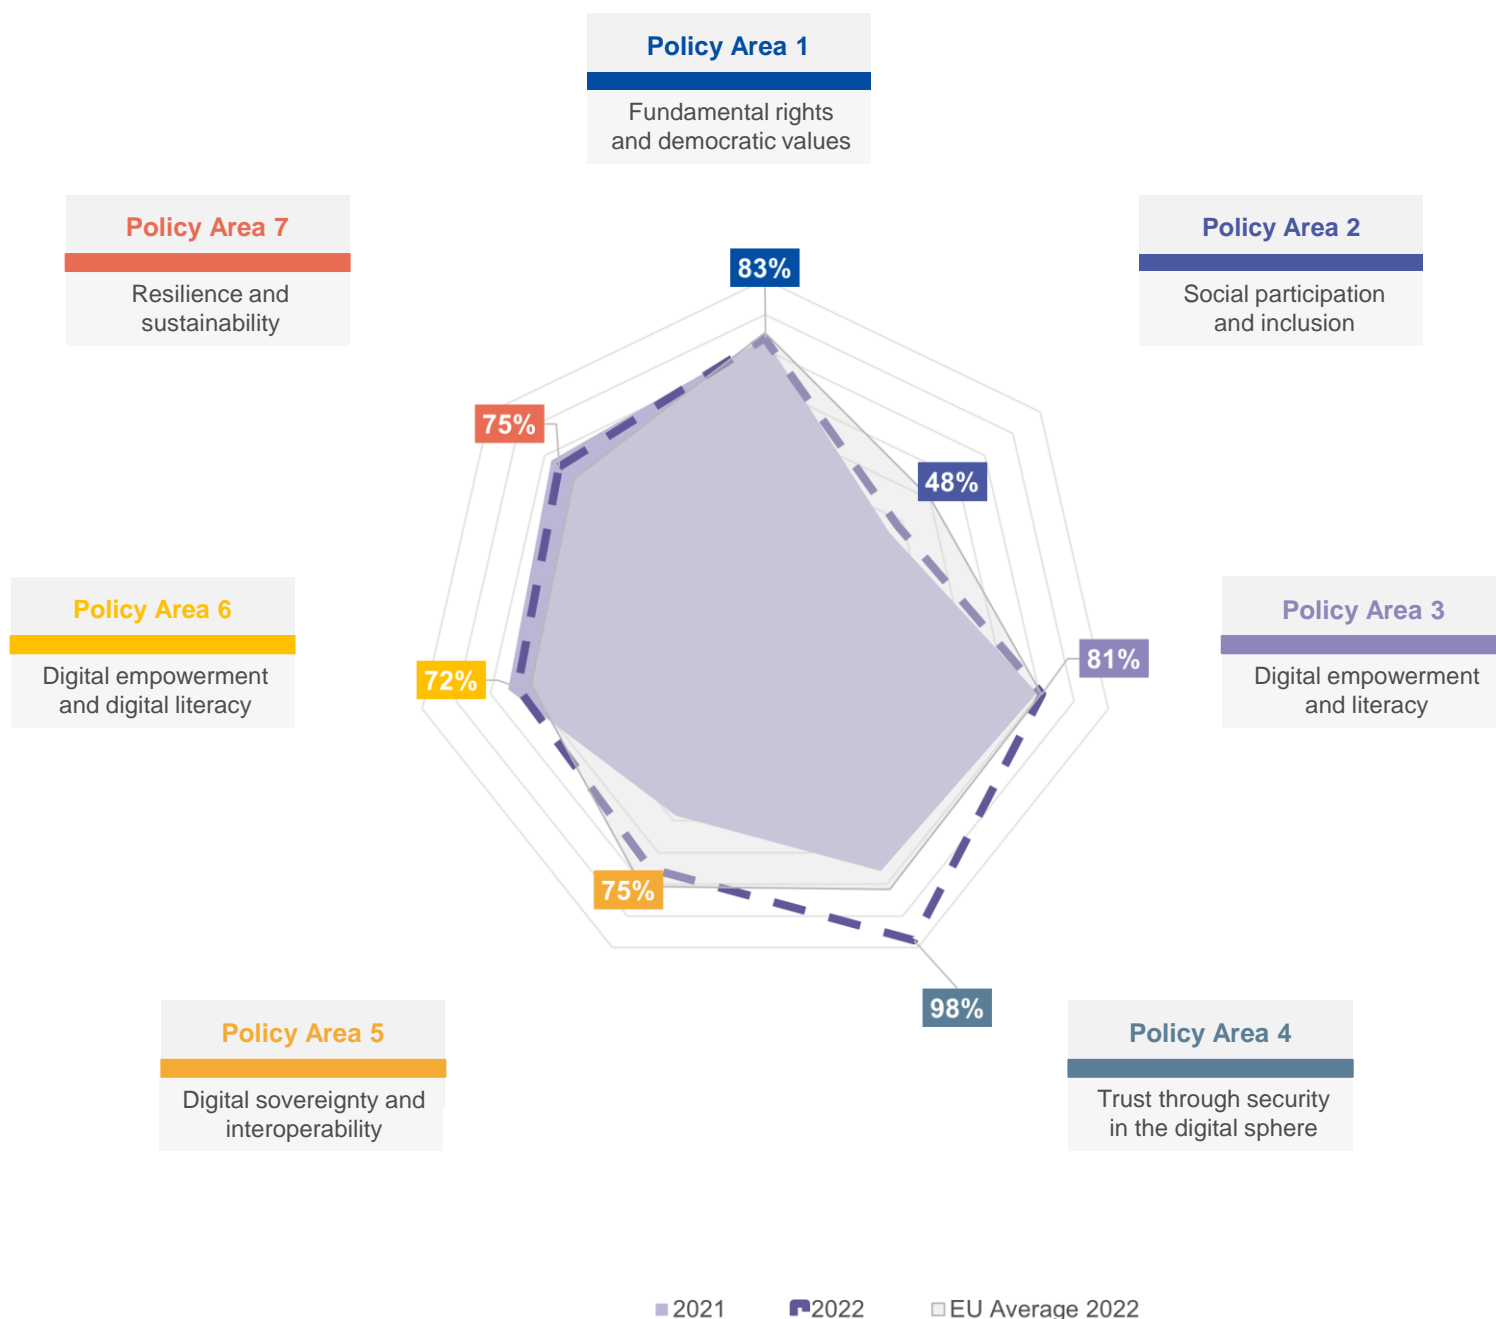 Policy Area 1
Fundamental rights
and democratic values
Policy Area 7
Resilience and
sustainability
Policy Area 2
Social participation
and inclusion
83%
75%
48%
Policy Area 6
Digital empowerment
and digital literacy
72%
81%
Policy Area 3
Digital empowerment
and literacy
75%
98%
Policy Area 5
Digital sovereignty and
interoperability
Policy Area 4
Trust through security
in the digital sphere
2021
2022
EU Average 2022